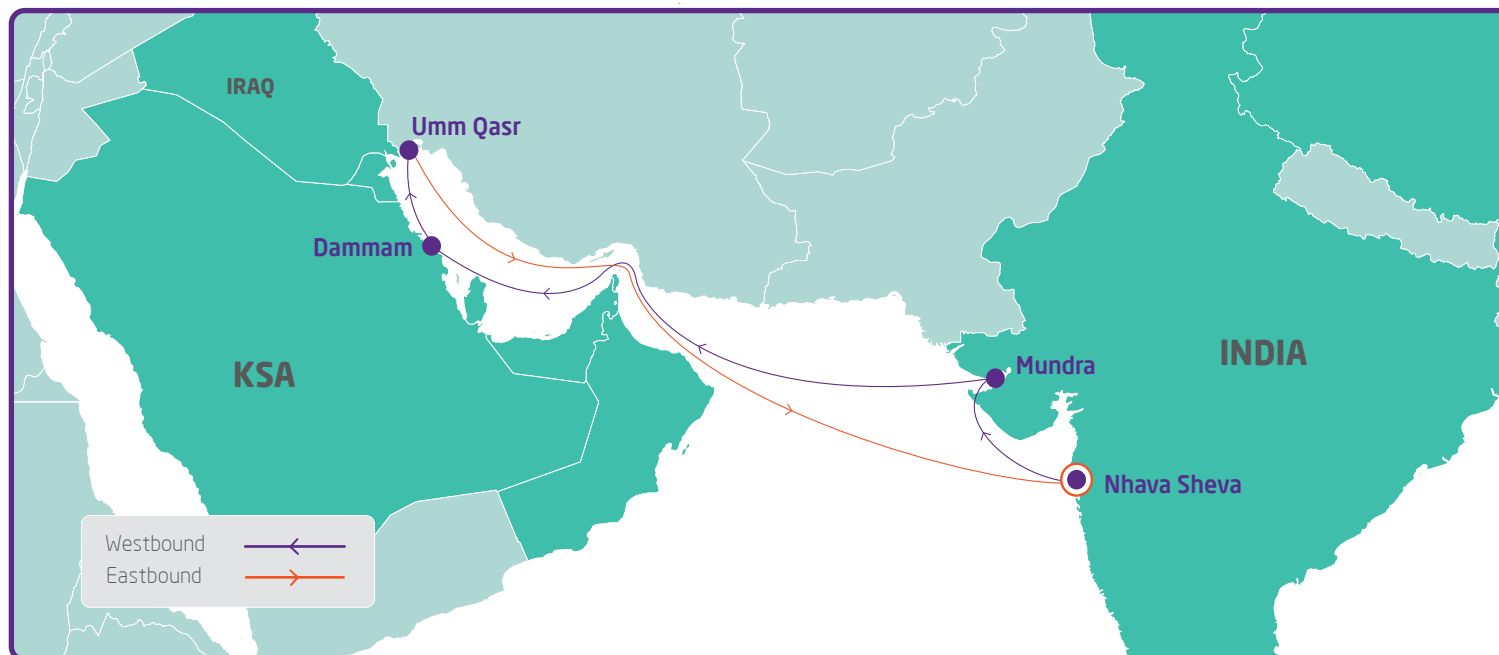 IRAQ
Umm Qasr
Dammam
KSA
INDIA
Mundra
Nhava Sheva
Westbound
Eastbound